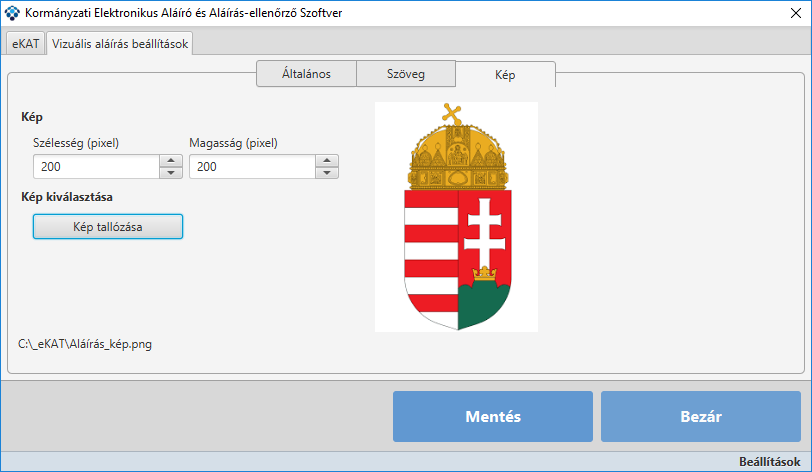 Kormányzati Elektronikus Aláíró és Aláírás-ellenőrző Szoftver
eKAT Vizuális aláírás beállítások
Általános Szöveg Kép
Kép
Szélesség (pixel) Magasság (pixel)
200 200
Kép kiválasztása
Kép tallózása
C:\_eKAT\Aláírás_kép.png
Mentés Bezár
Beállítások